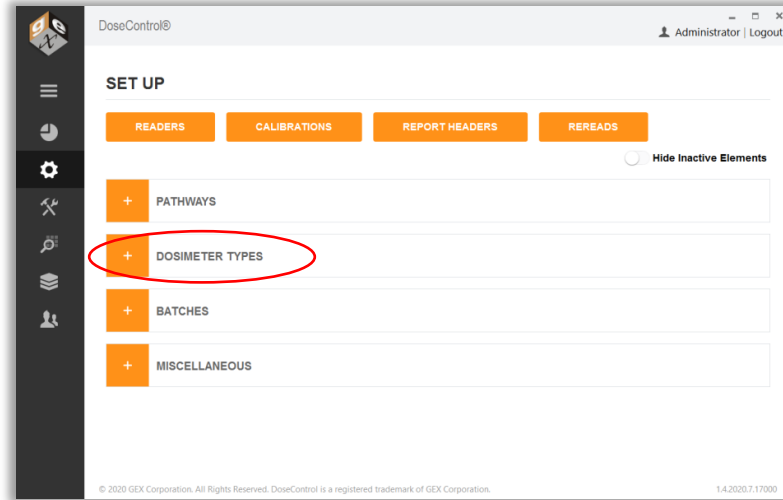 gex
DoseControl®
Administrator | Logout
SET UP
READERS CALIBRATIONS REPORT HEADERS REREADS
Hide Inactive Elements
+ PATHWAYS
+ DOSIMETER TYPES
+ BATCHES
+ MISCELLANEOUS
© 2020 GEX Corporation. All Rights Reserved. DoseControl is a registered trademark of GEX Corporation. 1.4.2020.7.17000